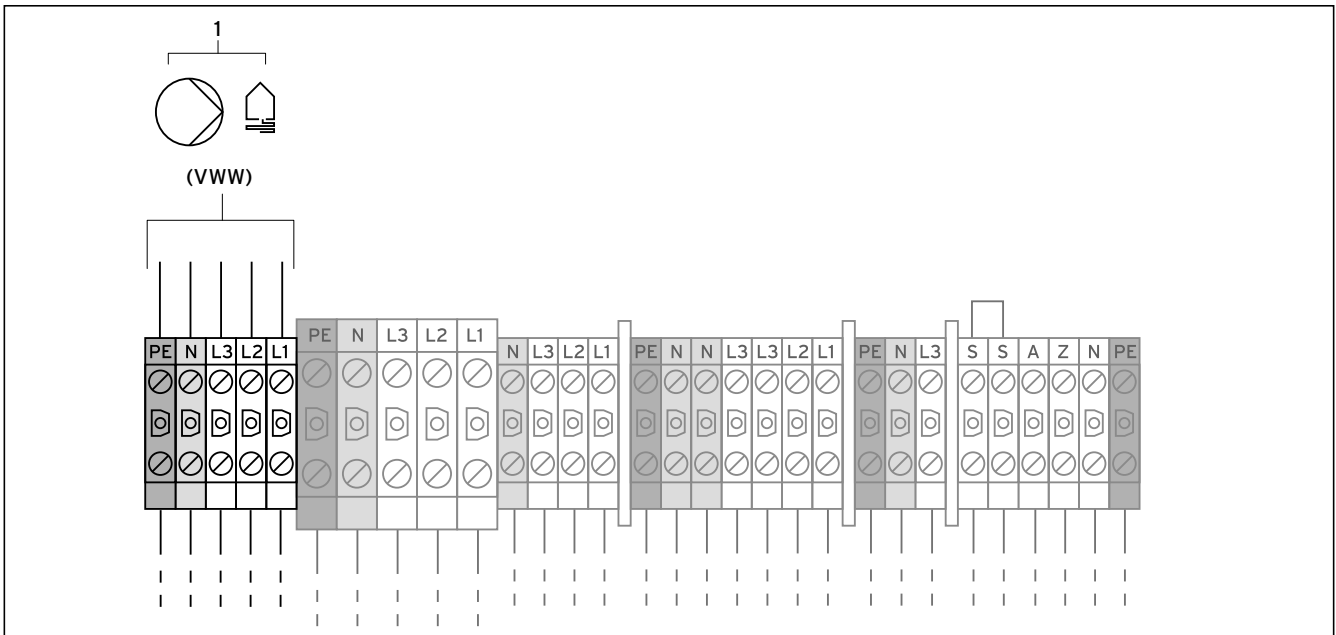 1
(VWW)
PE N L3 L2 L1
PE N L3 L2 L1
N L3 L2 L1
PE N N L3 L3 L2 L1
PE N L3
S S A Z N PE